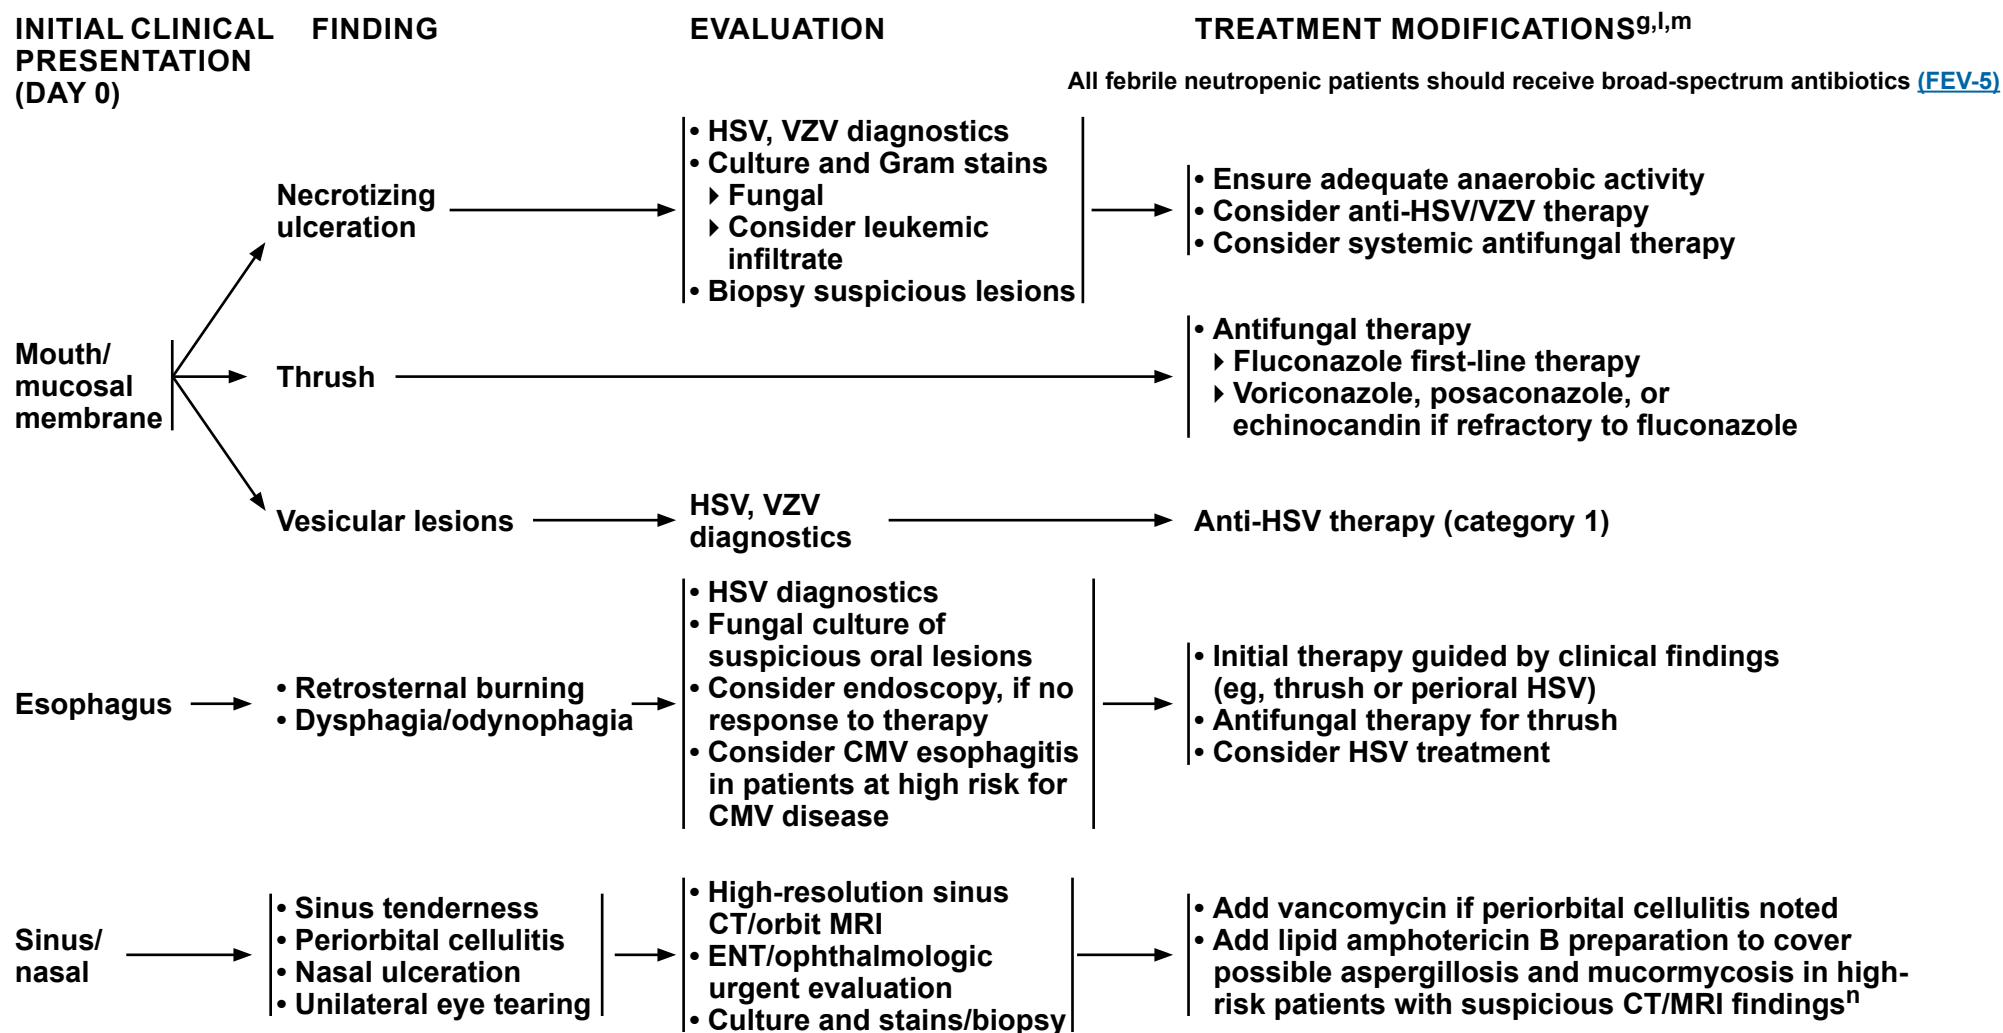 INITIAL CLINICAL PRESENTATION (DAY 0)
FINDING
EVALUATION
TREATMENT MODIFICATIONSg,l,m
All febrile neutropenic patients should receive broad-spectrum antibiotics (FEV-5)
Mouth/
mucosal
membrane
Necrotizing
ulceration
• HSV, VZV diagnostics
• Culture and Gram stains
▸ Fungal
▸ Consider leukemic
infiltrate
• Biopsy suspicious lesions
• Ensure adequate anaerobic activity
• Consider anti-HSV/VZV therapy
• Consider systemic antifungal therapy
Thrush
• Antifungal therapy
▸ Fluconazole first-line therapy
▸ Voriconazole, posaconazole, or
echinocandin if refractory to fluconazole
Vesicular lesions
HSV, VZV
diagnostics
Anti-HSV therapy (category 1)
Esophagus
• Retrosternal burning
• Dysphagia/odynophagia
• HSV diagnostics
• Fungal culture of
suspicious oral lesions
• Consider endoscopy, if no
response to therapy
• Consider CMV esophagitis
in patients at high risk for
CMV disease
• Initial therapy guided by clinical findings
(eg, thrush or perioral HSV)
• Antifungal therapy for thrush
• Consider HSV treatment
Sinus/
nasal
• Sinus tenderness
• Periorbital cellulitis
• Nasal ulceration
• Unilateral eye tearing
• High-resolution sinus
CT/orbit MRI
• ENT/ophthalmologic
urgent evaluation
• Culture and stains/biopsy
• Add vancomycin if periorbital cellulitis noted
• Add lipid amphotericin B preparation to cover
possible aspergillosis and mucormycosis in high-
risk patients with suspicious CT/MRI findingsn